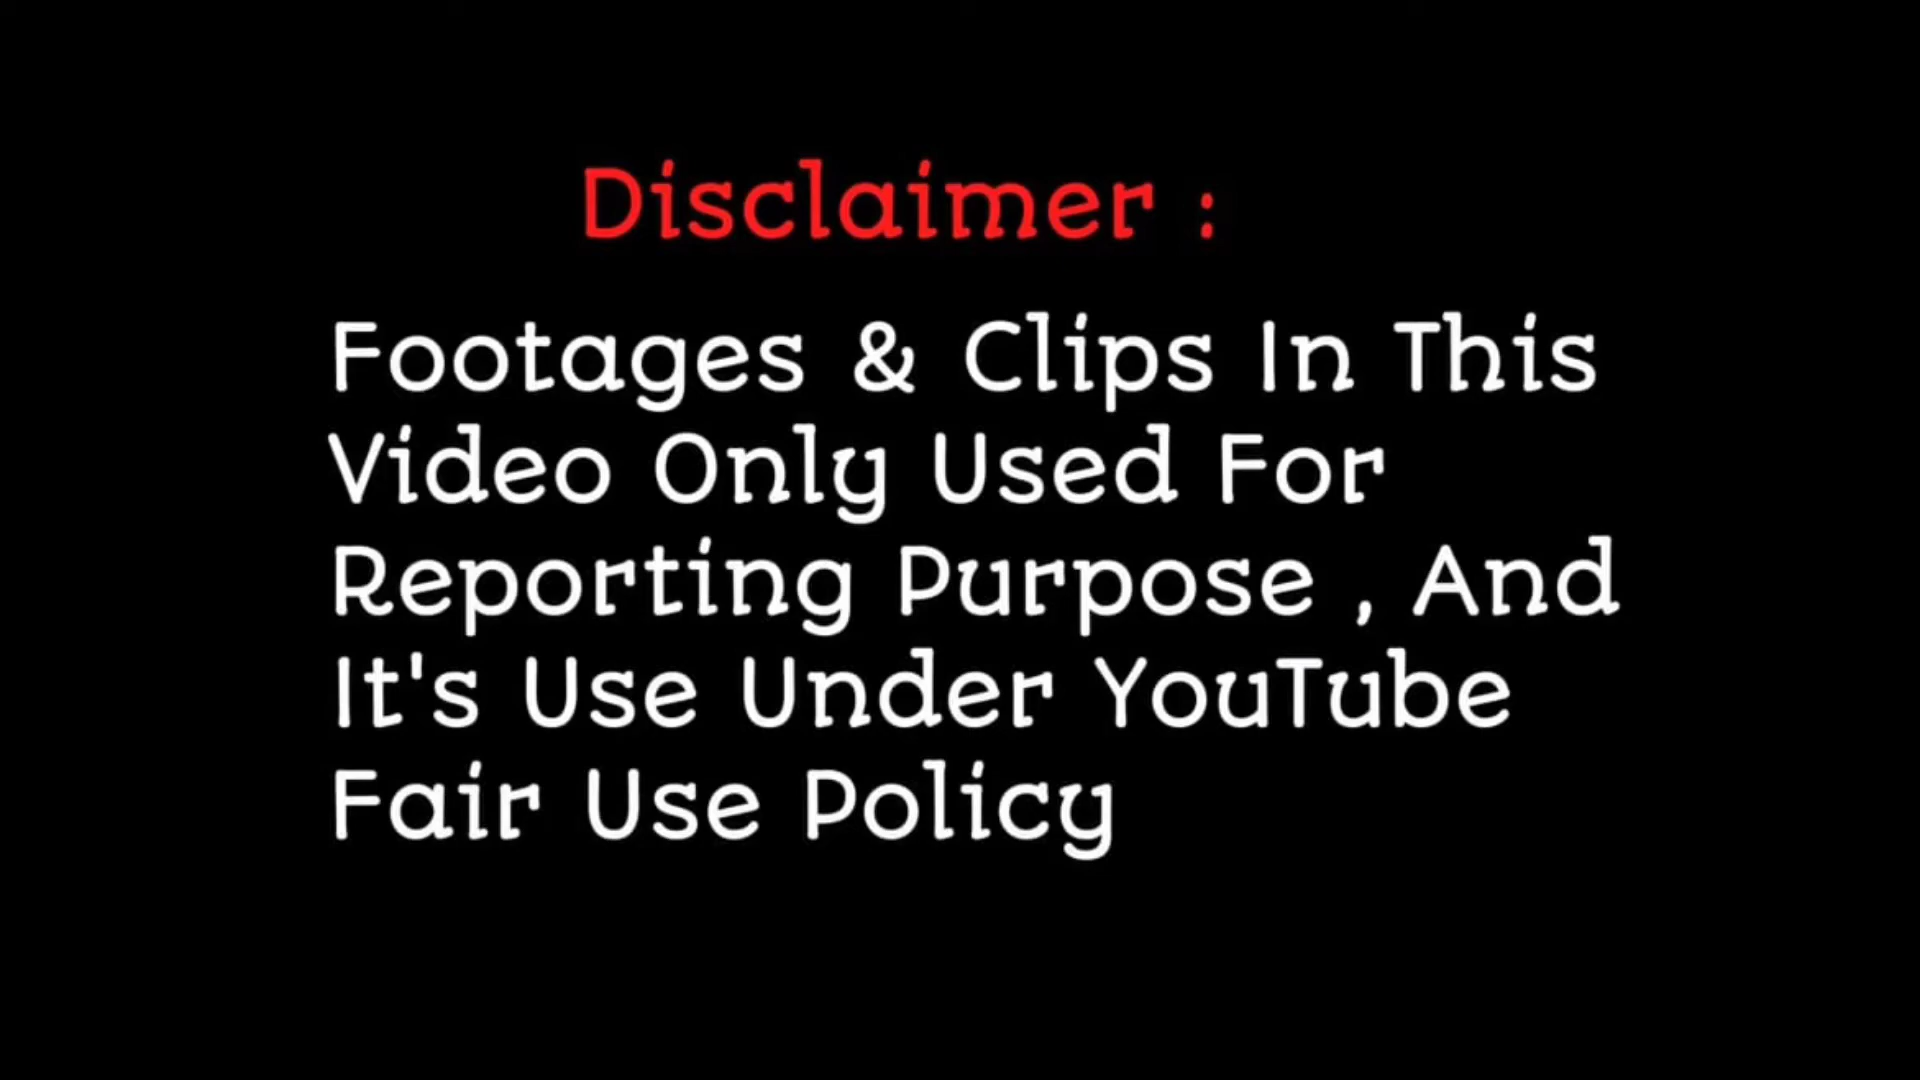 Disclaimer :
Footages & Clips In This
Video Only Used For
Reporting Purpose , And
It's Use Under YouTube
Fair Use Policy